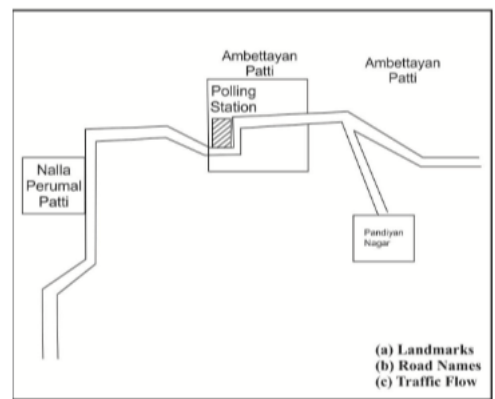 Ambettayan
Patti
Ambettayan
Patti
Polling
Station
Nalla
Perumal
Patti
Pandiyan
Nagar
(a) Landmarks
(b) Road Names
(c) Traffic Flow